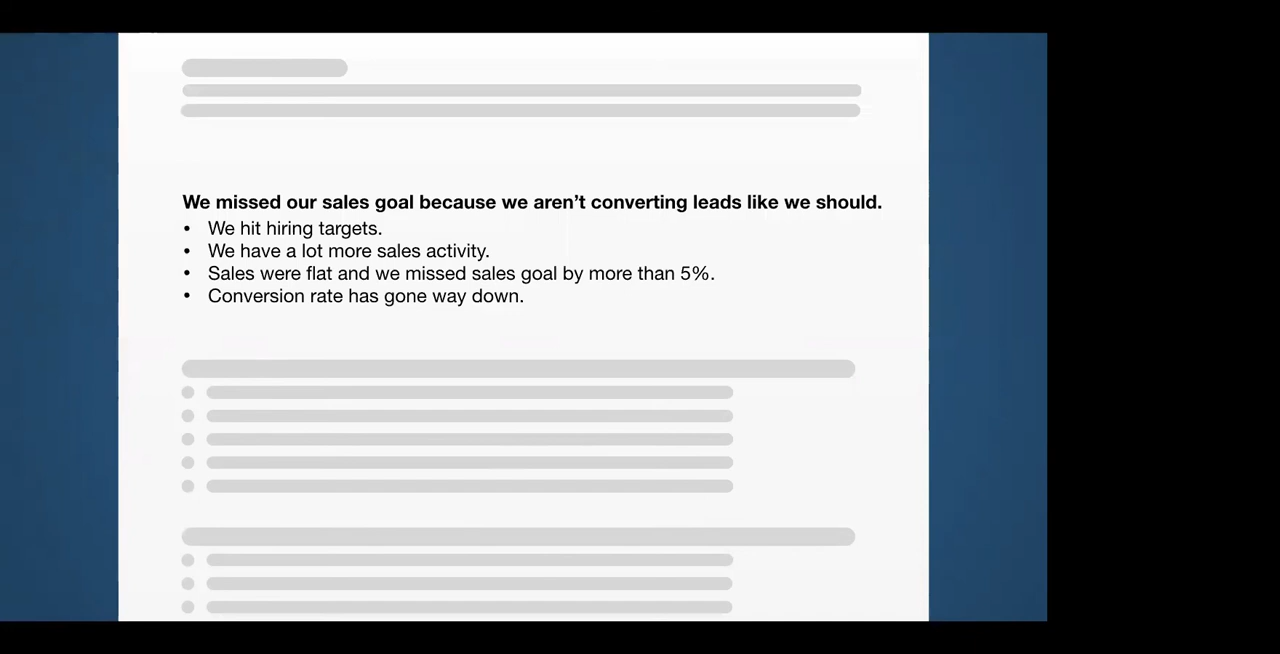 We missed our sales goal because we aren’t converting leads like we should.
• We hit hiring targets.
• We have a lot more sales activity.
• Sales were flat and we missed sales goal by more than 5%.
• Conversion rate has gone way down.